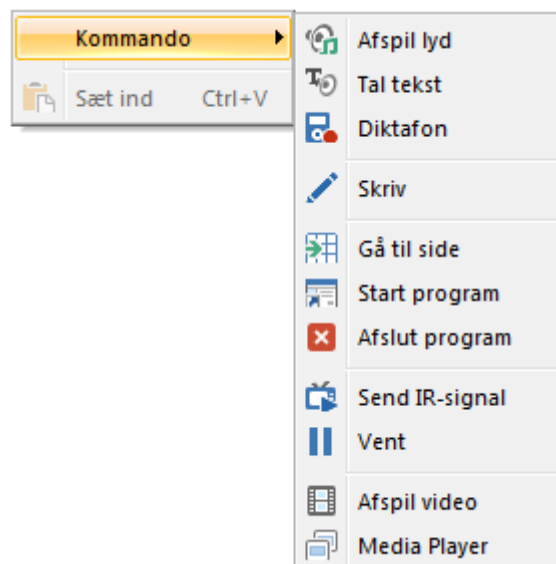 Kommando
Sæt ind Ctrl+V
Afspil lyd
Tal tekst
Diktafon
Skriv
Gå til side
Start program
Afslut program
Send IR-signal
Vent
Afspil video
Media Player